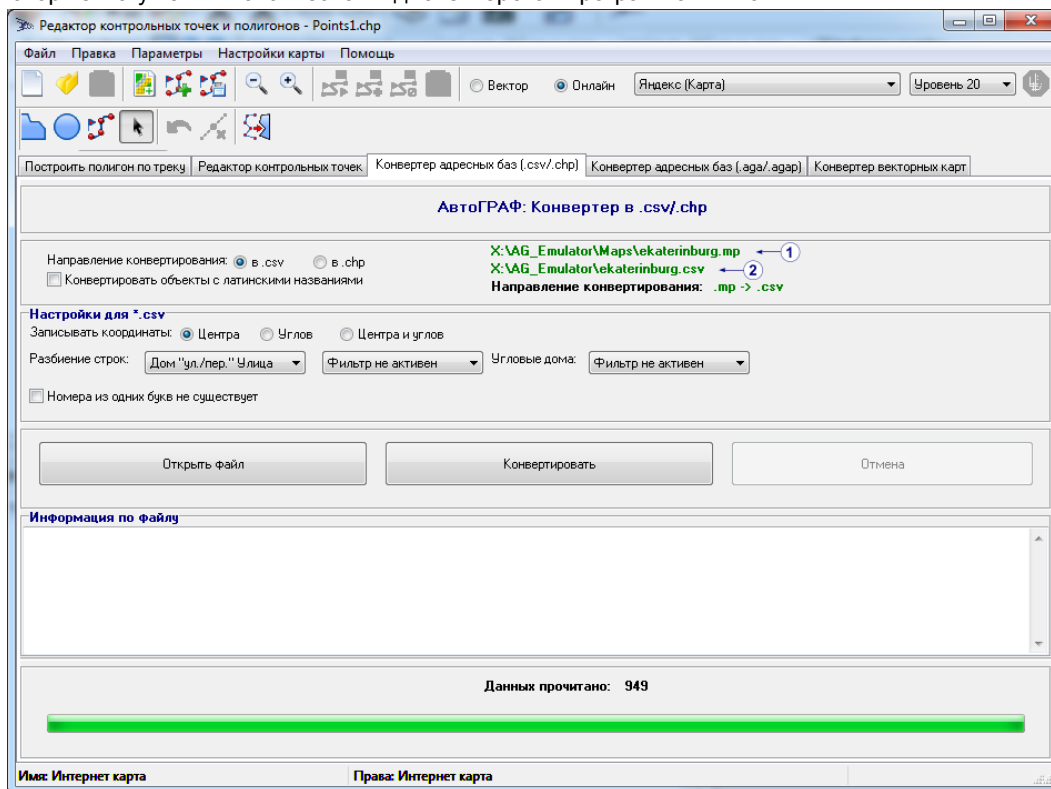 Редактор контрольных точек и полигонов - Points1.chp
Файл Правка Параметры Настройки карты Помощь
Вектор Онлайн Яндекс (Карта) Уровень 20
Построить полигон по треку Редактор контрольных точек Конвертер адресных баз (.csv/.chp) Конвертер адресных баз (.aga/.agap) Конвертер векторных карт
АвтоГРАФ: Конвертер в .csv/.chp
Направление конвертирования: в .csv в .chp
Конвертировать объекты с латинскими названиями
X:\AG_Emulator\Maps\ekaterinburg.mp 1
X:\AG_Emulator\ekaterinburg.csv 2
Направление конвертирования: .mp -> .csv
Настройки для *.csv
Записывать координаты: Центра Углов Центра и углов
Разбиение строк: Дом "ул./пер." Улица Фильтр не активен Угловые дома: Фильтр не активен
Номера из одних букв не существует
Открыть файл Конвертировать Отмена
Информация по файлу
Данных прочитано: 949
Имя: Интернет карта Права: Интернет карта